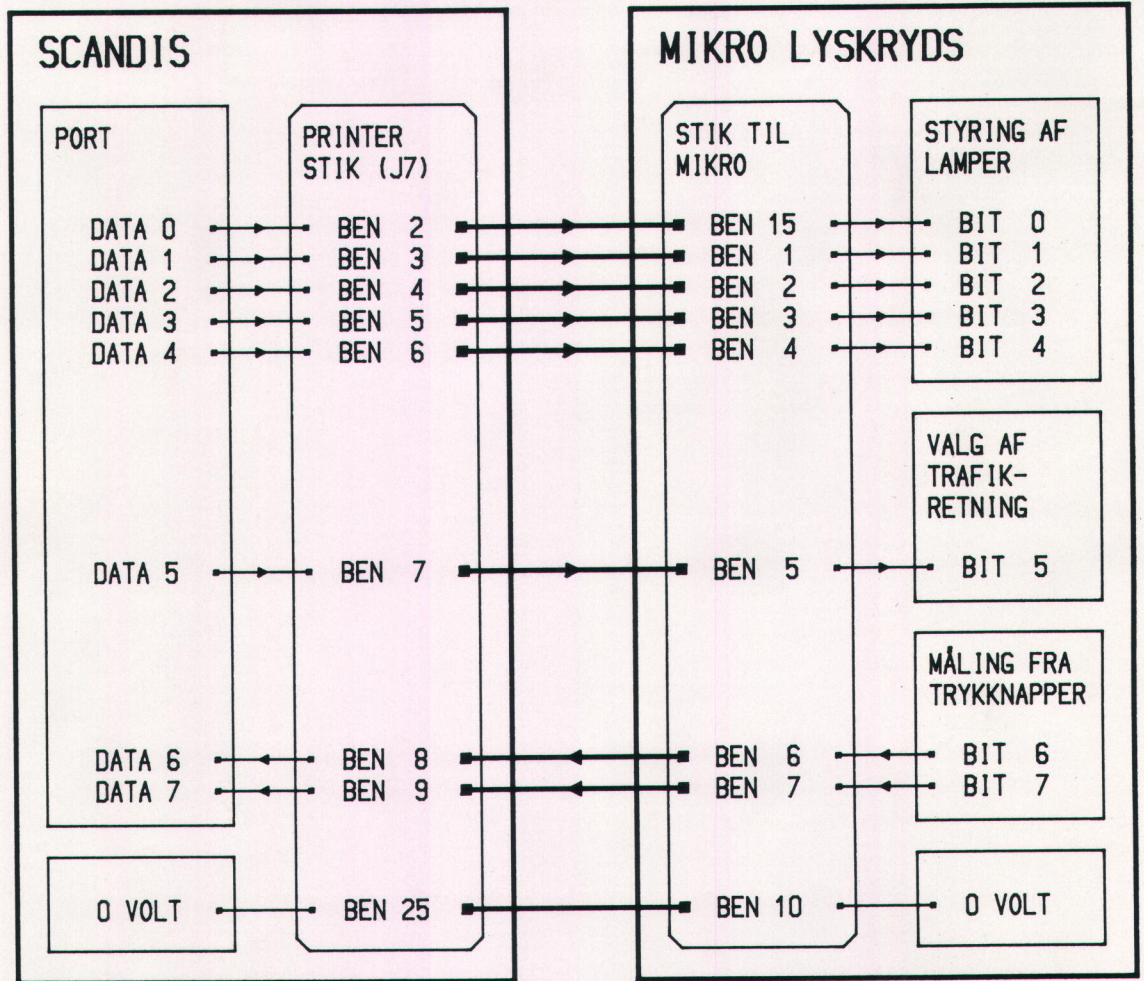 SCANDIS
MIKRO LYSKRYDS
PORT
PRINTER
STIK (J7)
STIK TIL
MIKRO
STYRING AF
LAMPER
DATA 0 BEN 2 BEN 15 BIT 0
DATA 1 BEN 3 BEN 1 BIT 1
DATA 2 BEN 4 BEN 2 BIT 2
DATA 3 BEN 5 BEN 3 BIT 3
DATA 4 BEN 6 BEN 4 BIT 4
VALG AF
TRAFIK-
RETNING
DATA 5 BEN 7 BEN 5 BIT 5
MÅLING FRA
TRYKKNAPPER
DATA 6 BEN 8 BEN 6 BIT 6
DATA 7 BEN 9 BEN 7 BIT 7
0 VOLT BEN 25 BEN 10 0 VOLT